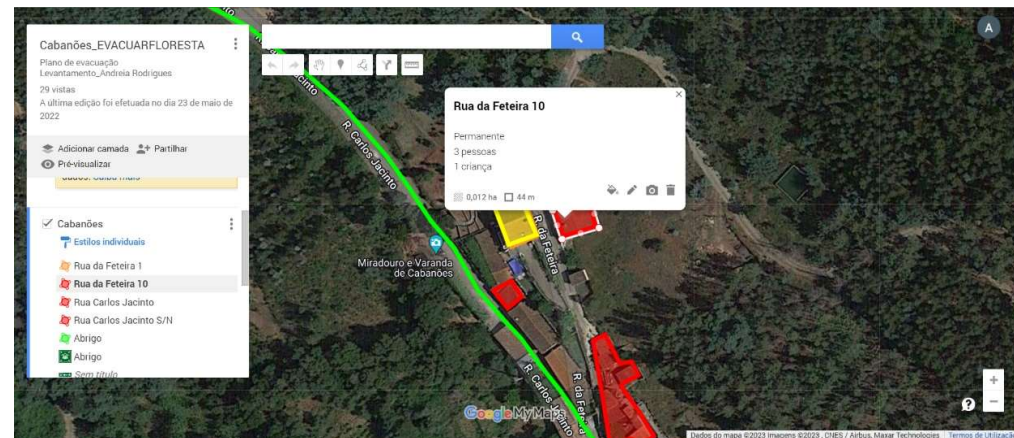 Cabanões_EVACUARFLORESTA
Plano de evacuação
Levantamento_Andreia Rodrigues
29 vistas
A última edição foi efetuada no dia 23 de maio de
2022
Adicionar camada
Partilhar
Pré-visualizar
dados. Saiba mais
Cabanões
Estilos individuais
Rua da Feteira 1
Rua da Feteira 10
Rua Carlos Jacinto
Rua Carlos Jacinto S/N
Abrigo
Abrigo
Sem título
A
Rua da Feteira 10
Permanente
3 pessoas
1 criança
0,012 ha
44 m
R. Carlos Jacinto
R. da Feteira
Miradouro e Varanda
de Cabanões
R. Carlos Jacinto
R. da Feteira
Google My Maps
Dados do mapa ©2023 Imagens ©2023 , CNES / Airbus, Maxar Technologies
Termos de Utilização